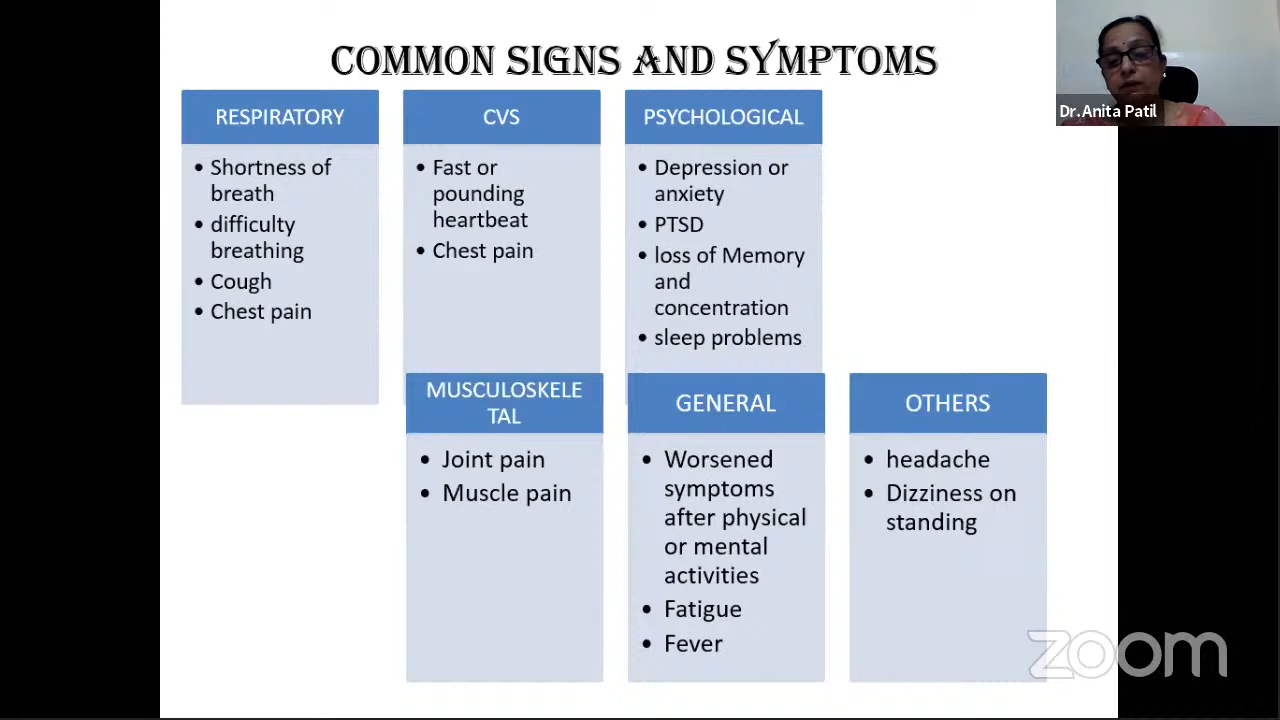 COMMON SIGNS AND SYMPTOMS
Dr.Anita Patil
RESPIRATORY
• Shortness of
breath
• difficulty
breathing
• Cough
• Chest pain
CVS
• Fast or
pounding
heartbeat
• Chest pain
PSYCHOLOGICAL
• Depression or
anxiety
• PTSD
• loss of Memory
and
concentration
• sleep problems
MUSCULOSKELE
TAL
• Joint pain
• Muscle pain
GENERAL
• Worsened
symptoms
after physical
or mental
activities
• Fatigue
• Fever
OTHERS
• headache
• Dizziness on
standing
zoom